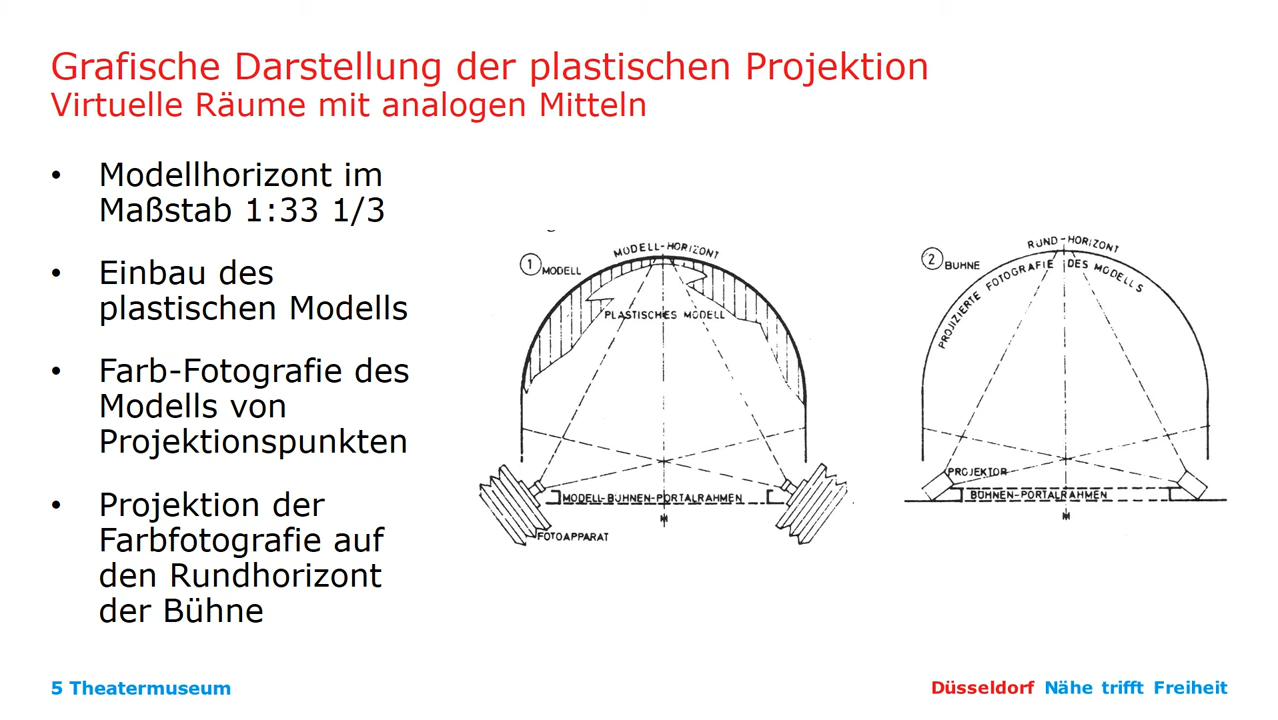 Grafische Darstellung der plastischen Projektion
Virtuelle Räume mit analogen Mitteln
• Modellhorizont im
Maßstab 1:33 1/3
• Einbau des
plastischen Modells
• Farb-Fotografie des
Modells von
Projektionspunkten
• Projektion der
Farbfotografie auf
den Rundhorizont
der Bühne
1 MODELL
MODELL-HORIZONT
PLASTISCHES MODELL
MODELL-BÜHNEN-PORTALRAHMEN
FOTOAPPARAT
M
2 BÜHNE
RUND-HORIZONT
PROJIZIERTE FOTOGRAFIE DES MODELLS
PROJEKTOR
BÜHNEN-PORTALRAHMEN
M
5 Theatermuseum
Düsseldorf Nähe trifft Freiheit